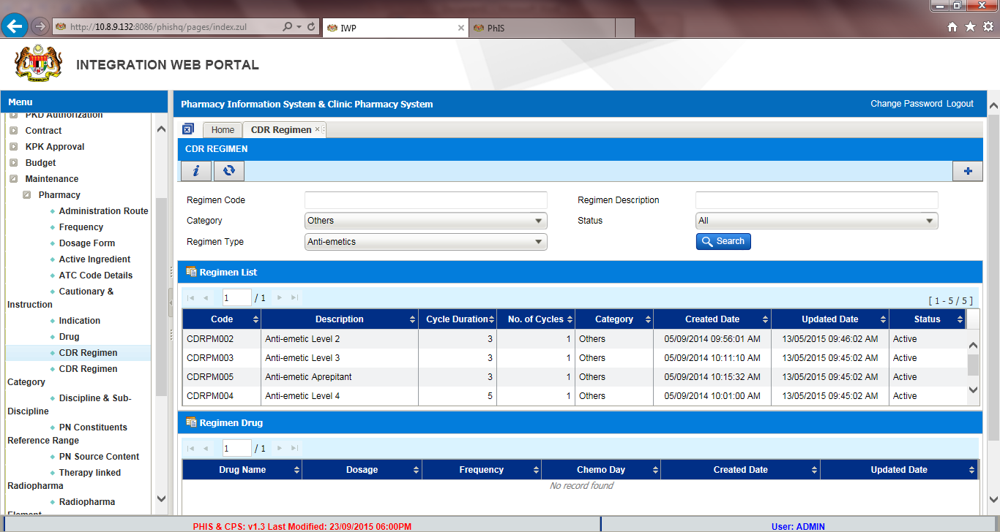 http://10.8.9.132:8086/phishq/pages/index.zul
IWP
PhIS
INTEGRATION WEB PORTAL
Menu
PKD Authorization
Contract
KPK Approval
Budget
Maintenance
Pharmacy
Administration Route
Frequency
Dosage Form
Active Ingredient
ATC Code Details
Cautionary &
Instruction
Indication
Drug
CDR Regimen
CDR Regimen
Category
Discipline & Sub-
Discipline
PN Constituents
Reference Range
PN Source Content
Therapy linked
Radiopharma
Radiopharma
Element
Pharmacy Information System & Clinic Pharmacy System
Change Password Logout
Home
CDR Regimen
CDR REGIMEN
Regimen Code
Regimen Description
Category Others
Status All
Regimen Type Anti-emetics
Search
Regimen List
1 / 1
[ 1 - 5 / 5 ]
Code Description Cycle Duration No. of Cycles Category Created Date Updated Date Status
CDRPM002 Anti-emetic Level 2 3 1 Others 05/09/2014 09:56:01 AM 13/05/2015 09:46:02 AM Active
CDRPM003 Anti-emetic Level 3 3 1 Others 05/09/2014 10:11:10 AM 13/05/2015 09:45:02 AM Active
CDRPM005 Anti-emetic Aprepitant 3 1 Others 05/09/2014 10:15:32 AM 13/05/2015 09:45:02 AM Active
CDRPM004 Anti-emetic Level 4 5 1 Others 05/09/2014 10:01:00 AM 13/05/2015 09:45:02 AM Active
Regimen Drug
1 / 1
Drug Name Dosage Frequency Chemo Day Created Date Updated Date
No record found
PHIS & CPS: v1.3 Last Modified: 23/09/2015 06:00PM
User: ADMIN